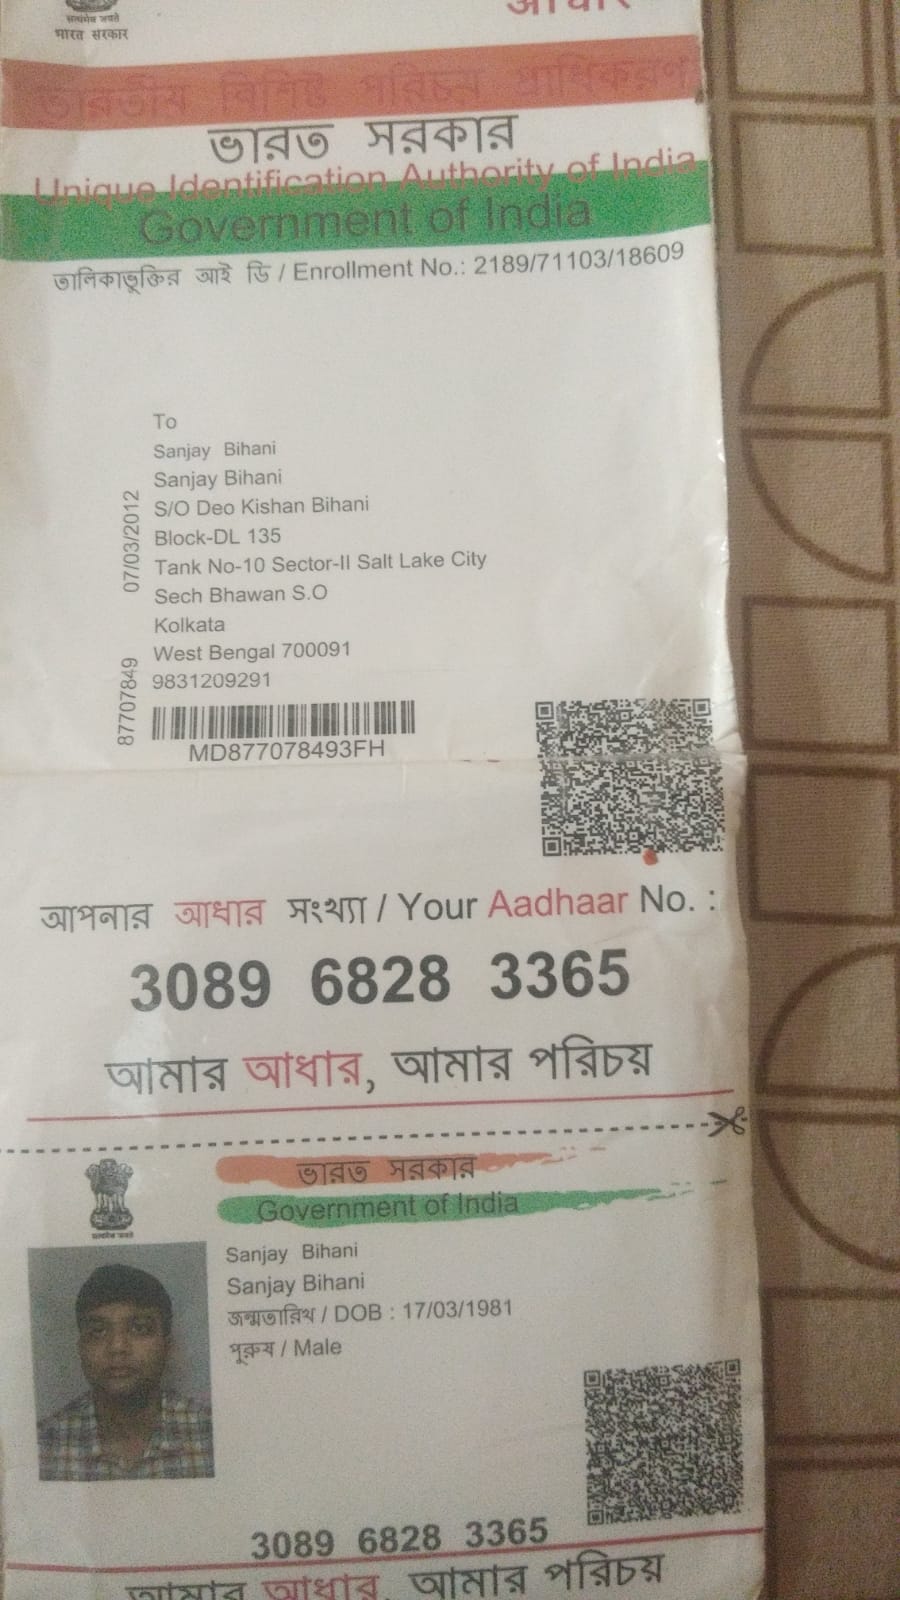 सत्यमेव जयते
भारत सरकार
आधार
ভারতীয় বিশিষ্ট পরিচয় প্রাধিকরণ
ভারত সরকার
Unique Identification Authority of India
Government of India
তালিকাভুক্তির আই ডি / Enrollment No.: 2189/71103/18609
To
Sanjay Bihani
Sanjay Bihani
S/O Deo Kishan Bihani
Block-DL 135
Tank No-10 Sector-II Salt Lake City
Sech Bhawan S.O
Kolkata
West Bengal 700091
9831209291
07/03/2012
87707849
MD877078493FH
আপনার আধার সংখ্যা / Your Aadhaar No. :
3089 6828 3365
আমার আধার, আমার পরিচয়
ভারত সরকার
Government of India
सत्यमेव जयते
Sanjay Bihani
Sanjay Bihani
জন্মতারিখ / DOB : 17/03/1981
পুরুষ / Male
3089 6828 3365
আমার আধার, আমার পরিচয়